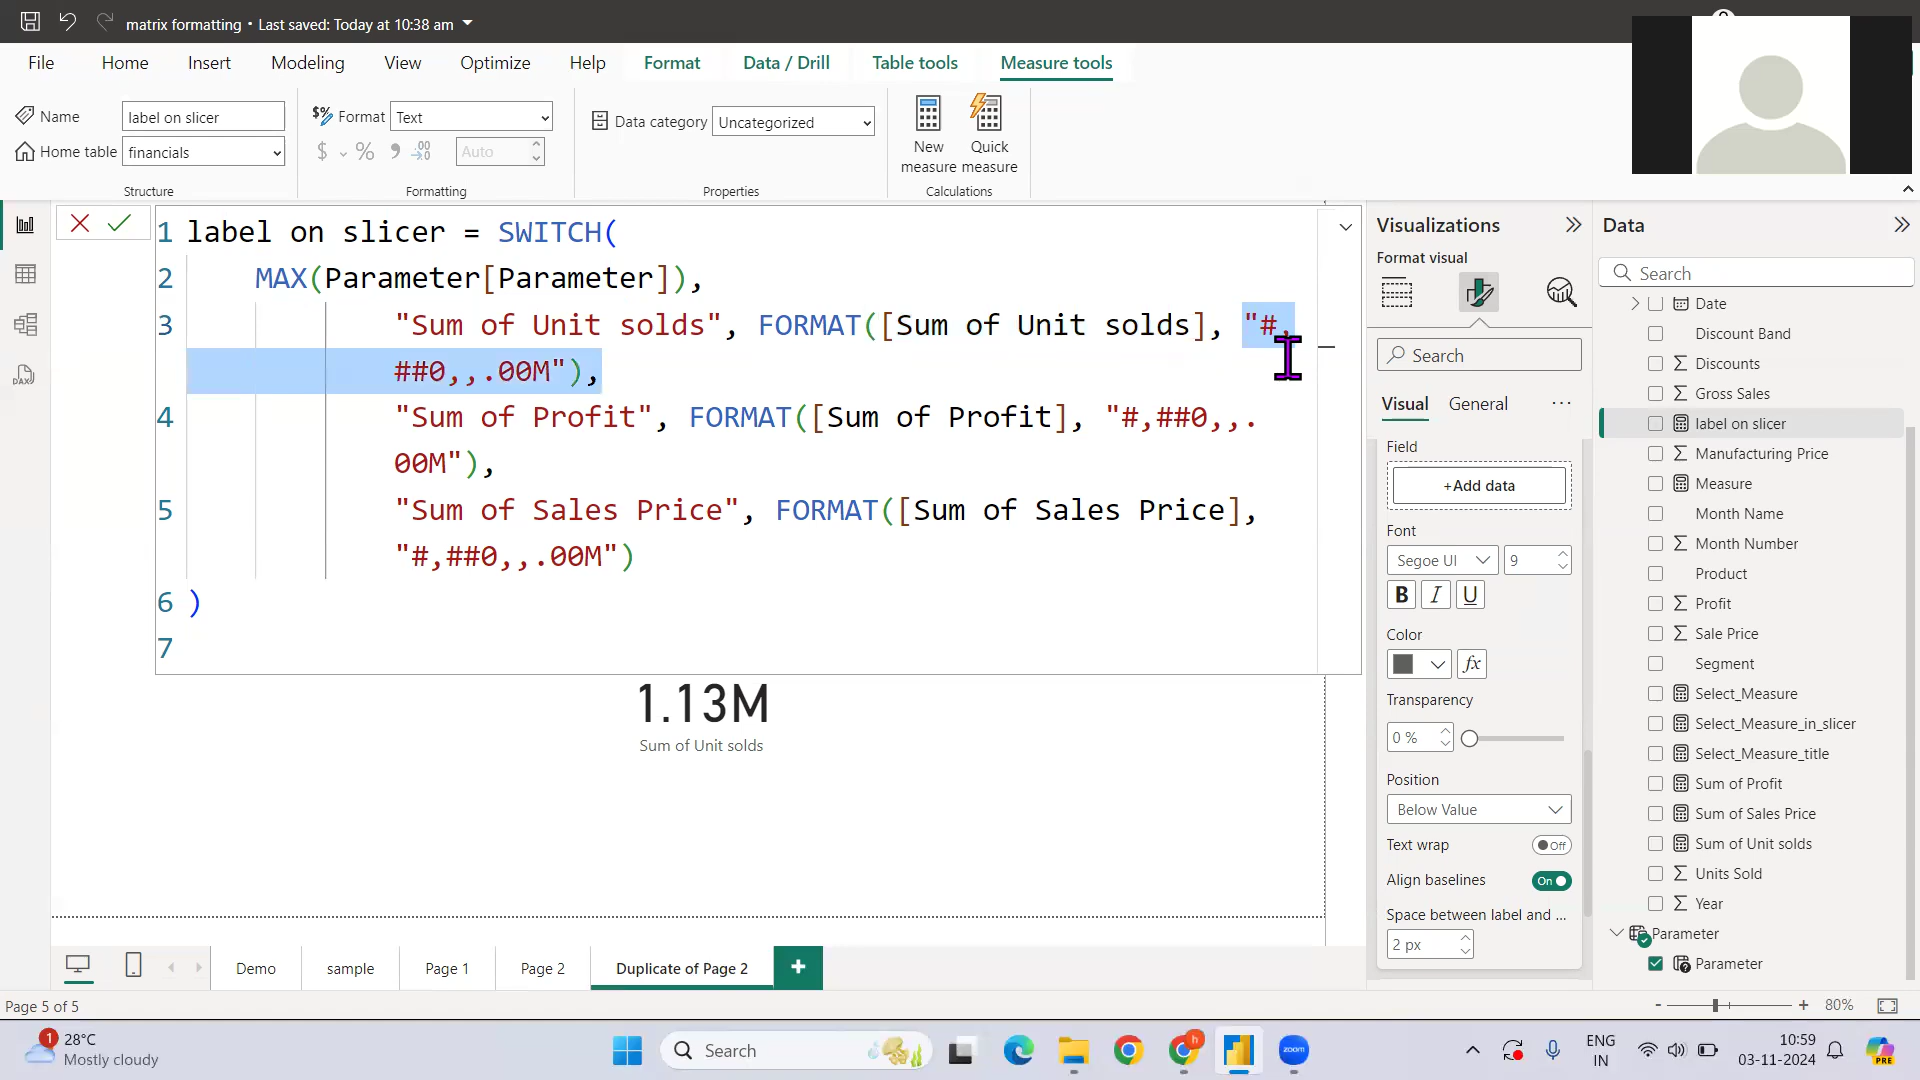 matrix formatting • Last saved: Today at 10:38 am
File Home Insert Modeling View Optimize Help Format Data / Drill Table tools Measure tools
Name label on slicer
Home table financials
Structure
Format Text
$ % Auto
Formatting
Data category Uncategorized
Properties
New measure
Quick measure
Calculations
1 label on slicer = SWITCH(
2 MAX(Parameter[Parameter]),
3 "Sum of Unit solds", FORMAT([Sum of Unit solds], "#,
##0,,.00M"),
4 "Sum of Profit", FORMAT([Sum of Profit], "#,##0,,.
00M"),
5 "Sum of Sales Price", FORMAT([Sum of Sales Price],
"#,##0,,.00M")
6 )
7
1.13M
Sum of Unit solds
Visualizations
Format visual
Search
Visual General ...
Field
+Add data
Font
Segoe UI 9
B I U
Color
fx
Transparency
0 %
Position
Below Value
Text wrap Off
Align baselines On
Space between label and ...
2 px
Data
Search
Date
Discount Band
Discounts
Gross Sales
label on slicer
Manufacturing Price
Measure
Month Name
Month Number
Product
Profit
Sale Price
Segment
Select_Measure
Select_Measure_in_slicer
Select_Measure_title
Sum of Profit
Sum of Sales Price
Sum of Unit solds
Units Sold
Year
Parameter
Parameter
Demo sample Page 1 Page 2 Duplicate of Page 2 +
Page 5 of 5
- + 80%
1 28°C
Mostly cloudy
Search
h
zoom
ENG
IN
10:59
03-11-2024
PRE